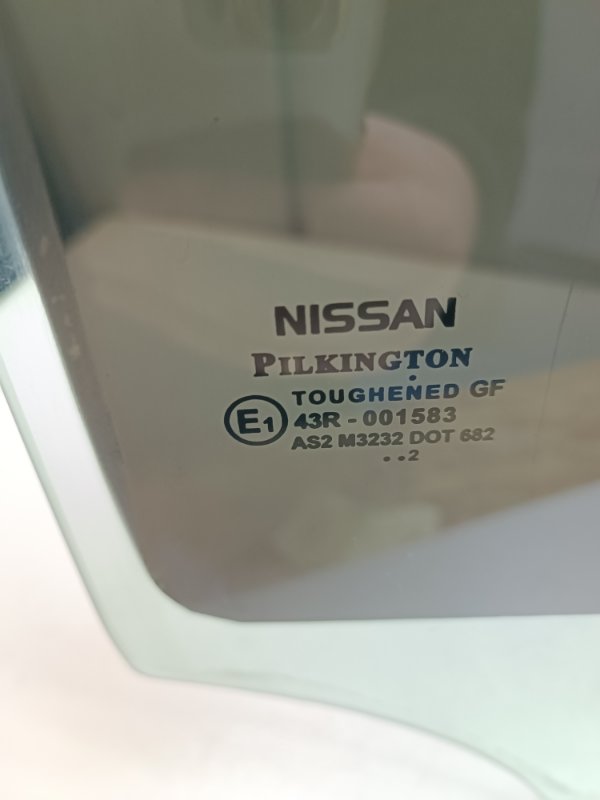 NISSAN
PILKINGTON
TOUGHENED GF
E1 43R - 001583
AS2 M3232 DOT 682
..2